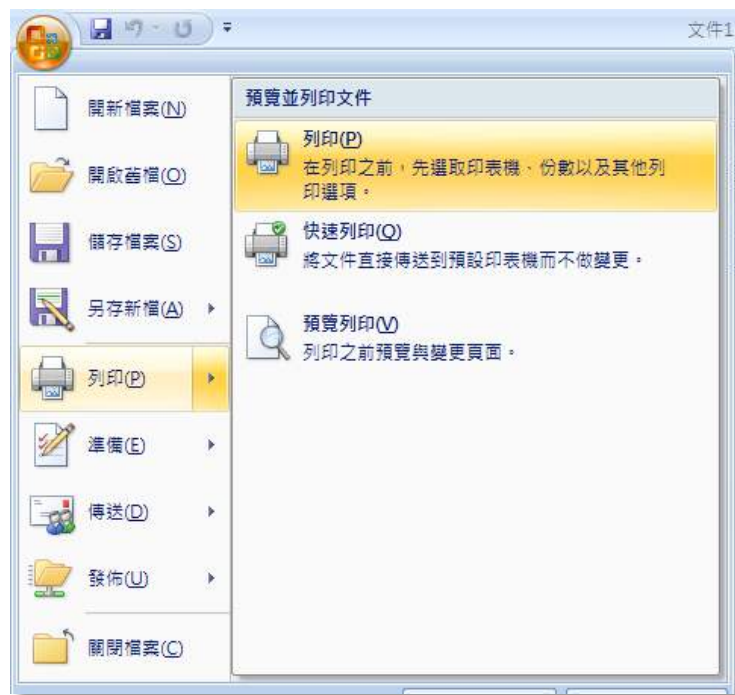 文件1
開新檔案(N)
開啟舊檔(O)
儲存檔案(S)
另存新檔(A)
列印(P)
準備(E)
傳送(D)
發佈(U)
關閉檔案(C)
預覽並列印文件
列印(P)
在列印之前，先選取印表機、份數以及其他列
印選項。
快速列印(Q)
將文件直接傳送到預設印表機而不做變更。
預覽列印(V)
列印之前預覽與變更頁面。